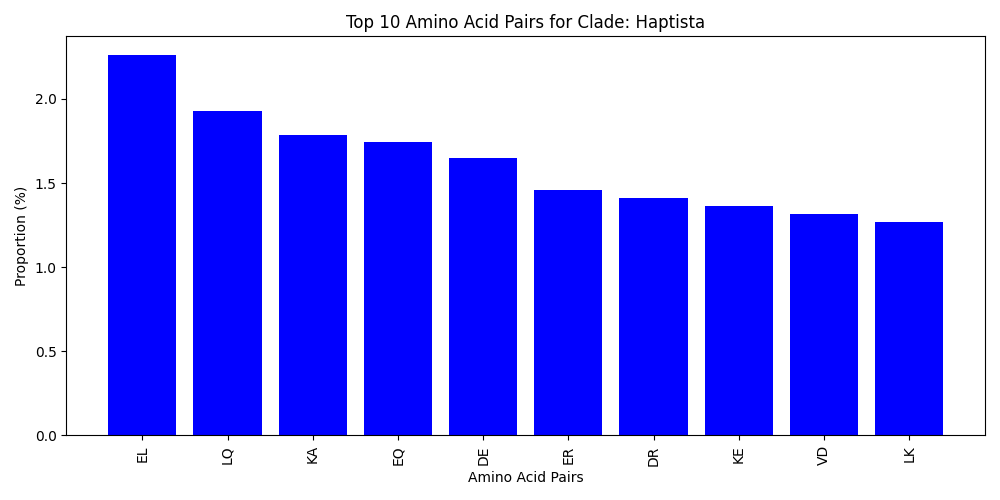 Top 10 Amino Acid Pairs for Clade: Haptista
Proportion (%)
2.0
1.5
1.0
0.5
0.0
EL
LQ
KA
EQ
DE
ER
DR
KE
VD
LK
Amino Acid Pairs